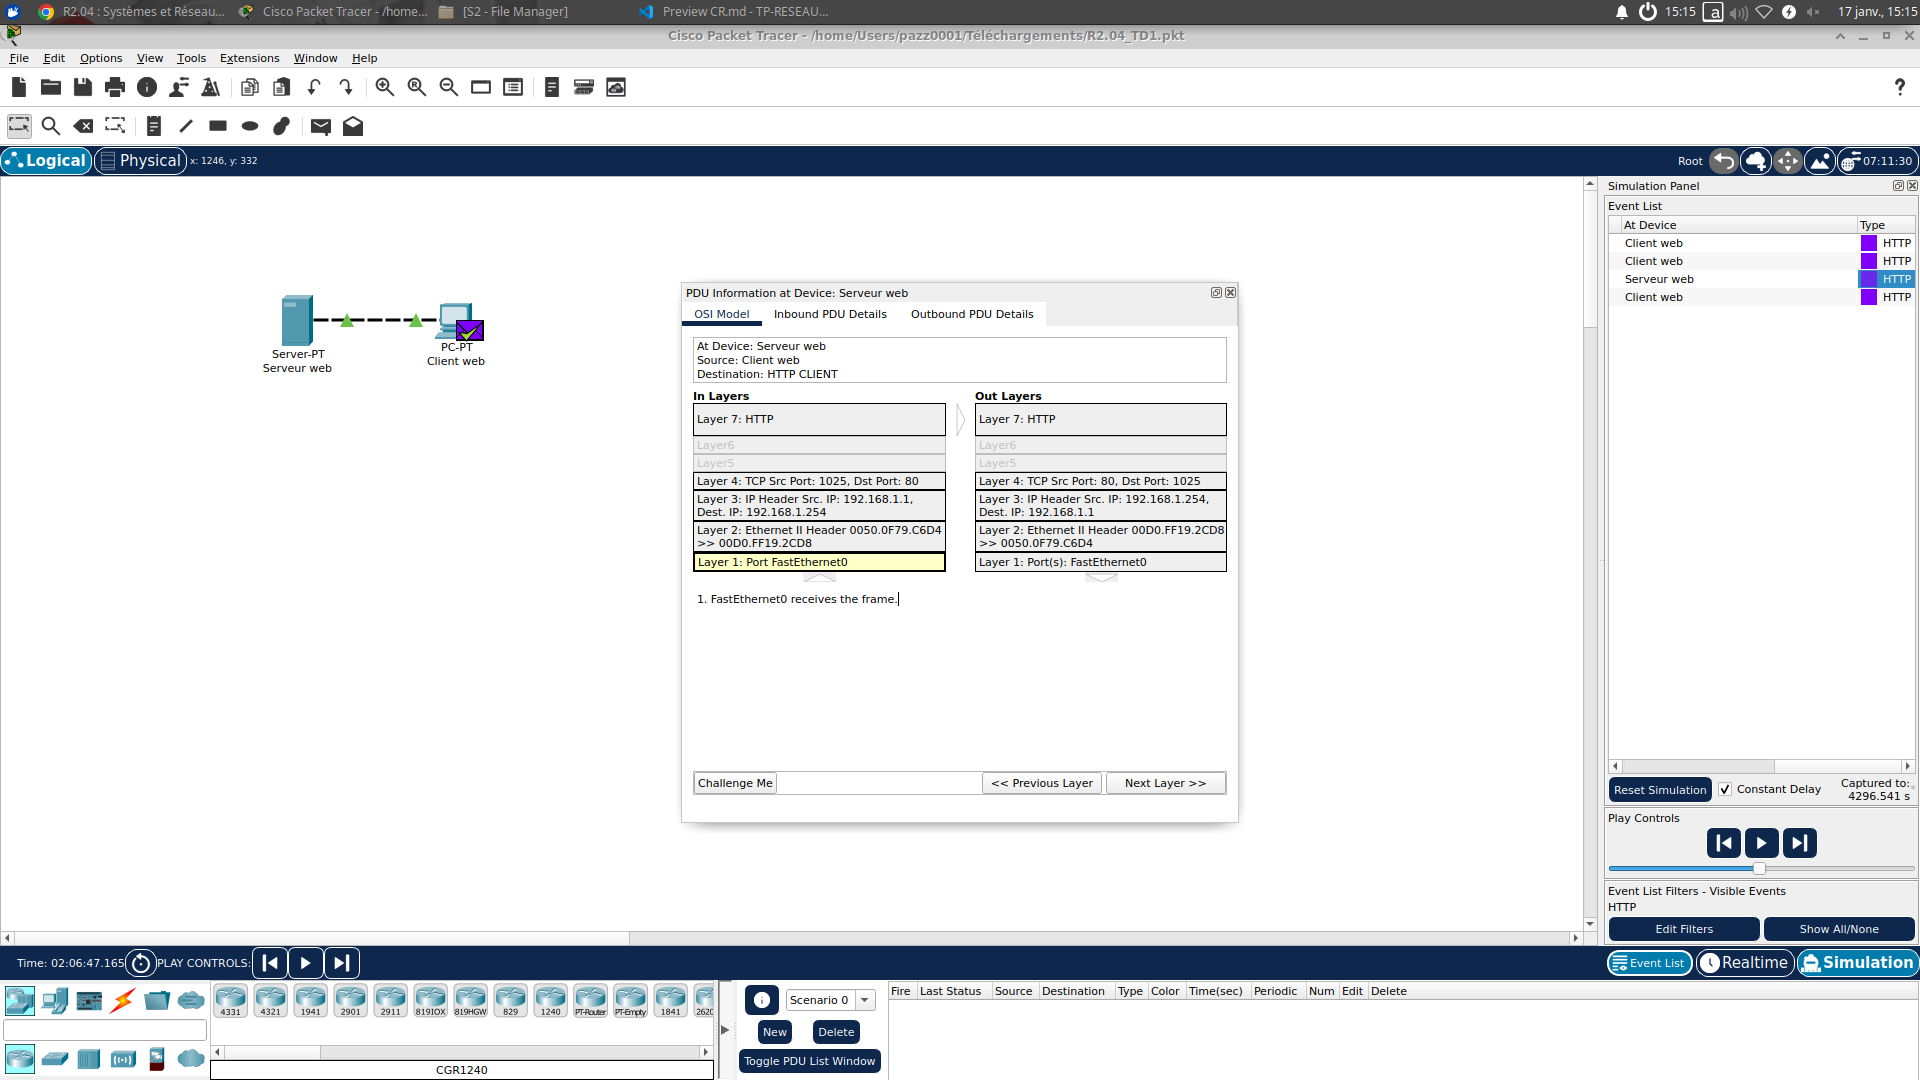 R2.04 : Systèmes et Réseau...
Cisco Packet Tracer - /home...
[S2 - File Manager]
Preview CR.md - TP-RESEAU...
15:15
a
17 janv., 15:15
Cisco Packet Tracer - /home/Users/pazz0001/Téléchargements/R2.04_TD1.pkt
File Edit Options View Tools Extensions Window Help
?
Logical
Physical
x: 1246, y: 332
Root
07:11:30
Server-PT
Serveur web
PC-PT
Client web
PDU Information at Device: Serveur web
OSI Model
Inbound PDU Details
Outbound PDU Details
At Device: Serveur web
Source: Client web
Destination: HTTP CLIENT
In Layers
Layer 7: HTTP
Layer6
Layer5
Layer 4: TCP Src Port: 1025, Dst Port: 80
Layer 3: IP Header Src. IP: 192.168.1.1,
Dest. IP: 192.168.1.254
Layer 2: Ethernet II Header 0050.0F79.C6D4
>> 00D0.FF19.2CD8
Layer 1: Port FastEthernet0
Out Layers
Layer 7: HTTP
Layer6
Layer5
Layer 4: TCP Src Port: 80, Dst Port: 1025
Layer 3: IP Header Src. IP: 192.168.1.254,
Dest. IP: 192.168.1.1
Layer 2: Ethernet II Header 00D0.FF19.2CD8
>> 0050.0F79.C6D4
Layer 1: Port(s): FastEthernet0
1. FastEthernet0 receives the frame.
Challenge Me
<< Previous Layer
Next Layer >>
Simulation Panel
Event List
At Device Type
Client web HTTP
Client web HTTP
Serveur web HTTP
Client web HTTP
Reset Simulation
Constant Delay
Captured to:
4296.541 s
Play Controls
Event List Filters - Visible Events
HTTP
Edit Filters
Show All/None
Time: 02:06:47.165
PLAY CONTROLS:
Event List
Realtime
Simulation
4331
4321
1941
2901
2911
819IOX
819HGW
829
1240
PT-Router
PT-Empty
1841
2620
CGR1240
Scenario 0
New
Delete
Toggle PDU List Window
Fire Last Status Source Destination Type Color Time(sec) Periodic Num Edit Delete